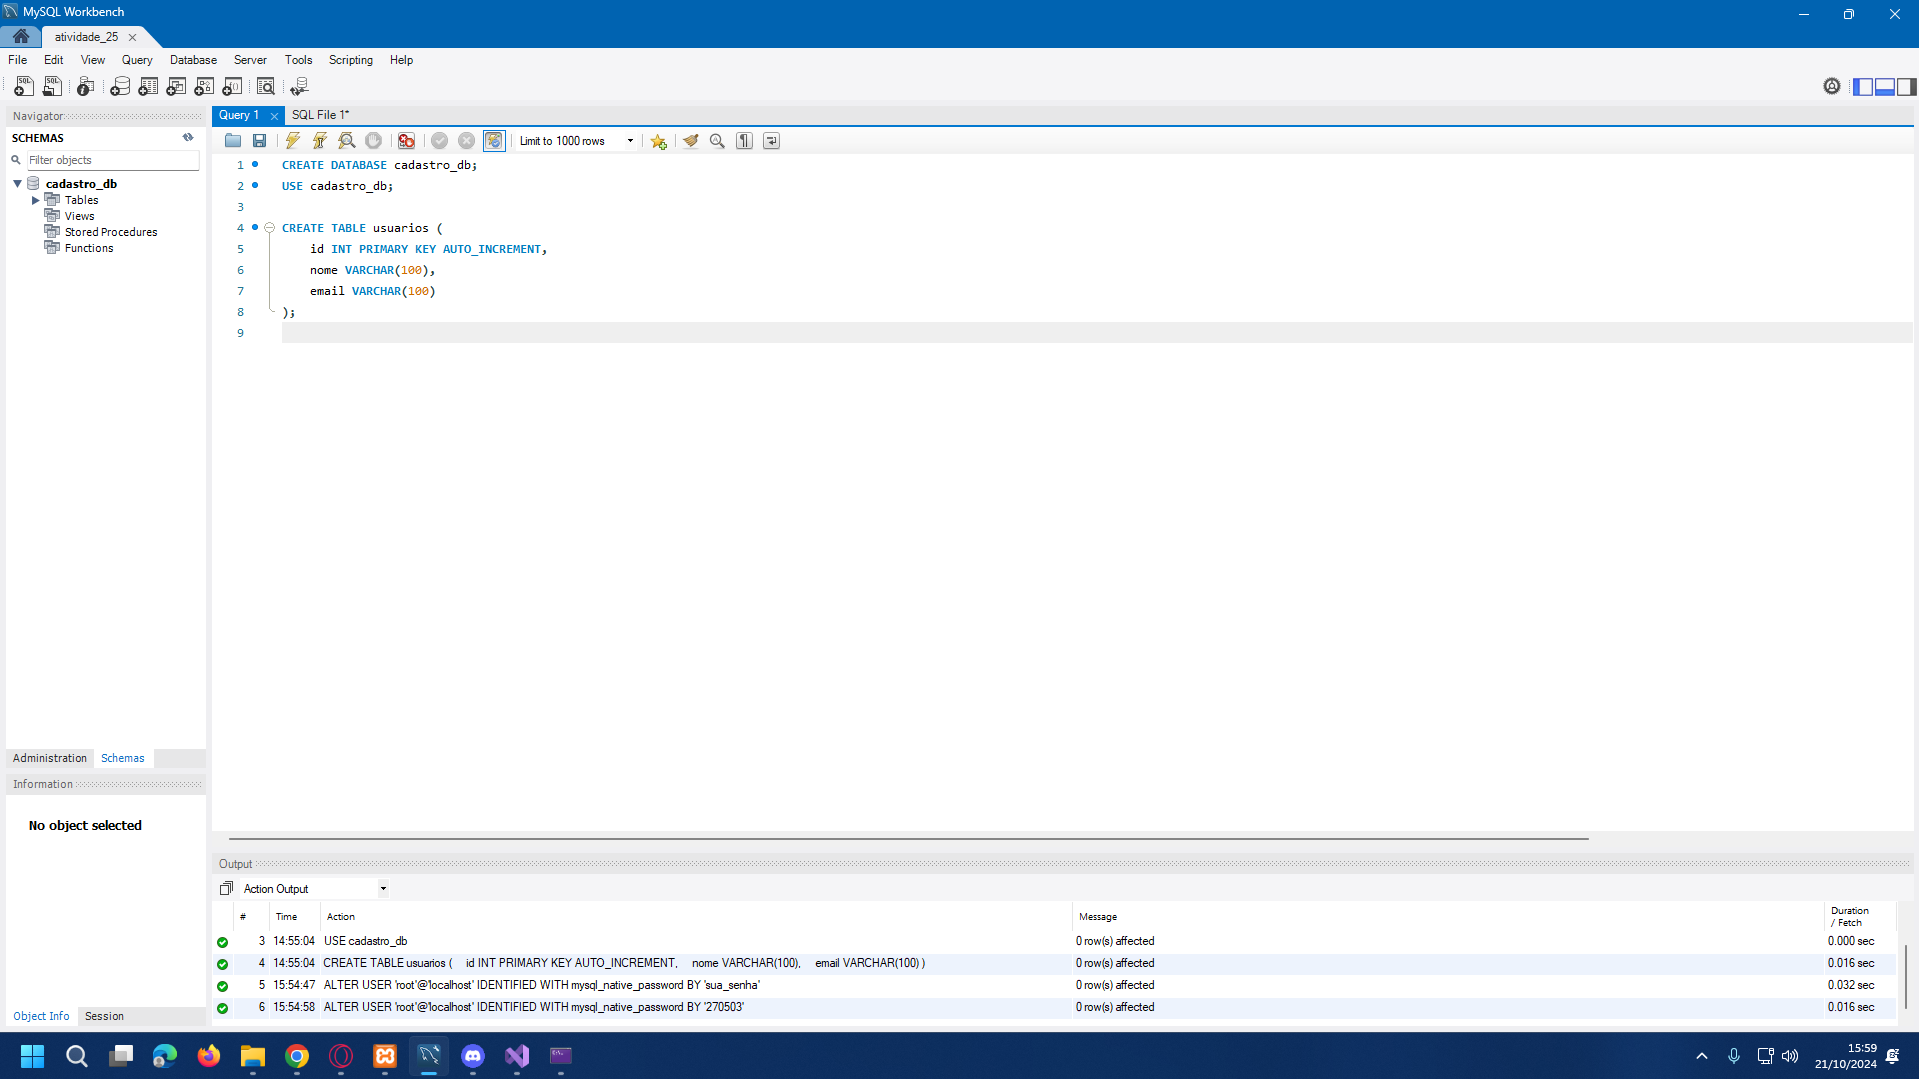 MySQL Workbench
atividade_25
File Edit View Query Database Server Tools Scripting Help
Navigator
SCHEMAS
Filter objects
cadastro_db
Tables
Views
Stored Procedures
Functions
Administration Schemas
Information
No object selected
Object Info Session
Query 1 SQL File 1*
Limit to 1000 rows
1 CREATE DATABASE cadastro_db;
2 USE cadastro_db;
3
4 CREATE TABLE usuarios (
5 id INT PRIMARY KEY AUTO_INCREMENT,
6 nome VARCHAR(100),
7 email VARCHAR(100)
8 );
9
Output
Action Output
# Time Action Message Duration / Fetch
3 14:55:04 USE cadastro_db 0 row(s) affected 0.000 sec
4 14:55:04 CREATE TABLE usuarios ( id INT PRIMARY KEY AUTO_INCREMENT, nome VARCHAR(100), email VARCHAR(100) ) 0 row(s) affected 0.016 sec
5 15:54:47 ALTER USER 'root'@'localhost' IDENTIFIED WITH mysql_native_password BY 'sua_senha' 0 row(s) affected 0.032 sec
6 15:54:58 ALTER USER 'root'@'localhost' IDENTIFIED WITH mysql_native_password BY '270503' 0 row(s) affected 0.016 sec
15:59
21/10/2024